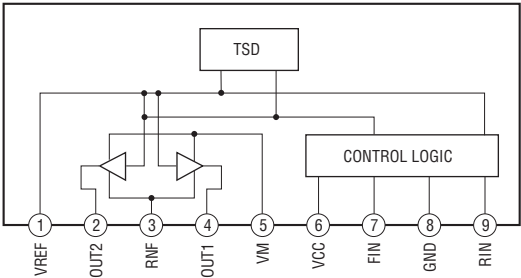 TSD
CONTROL LOGIC
1
2
3
4
5
6
7
8
9
VREF
OUT2
RNF
OUT1
VM
VCC
FIN
GND
RIN